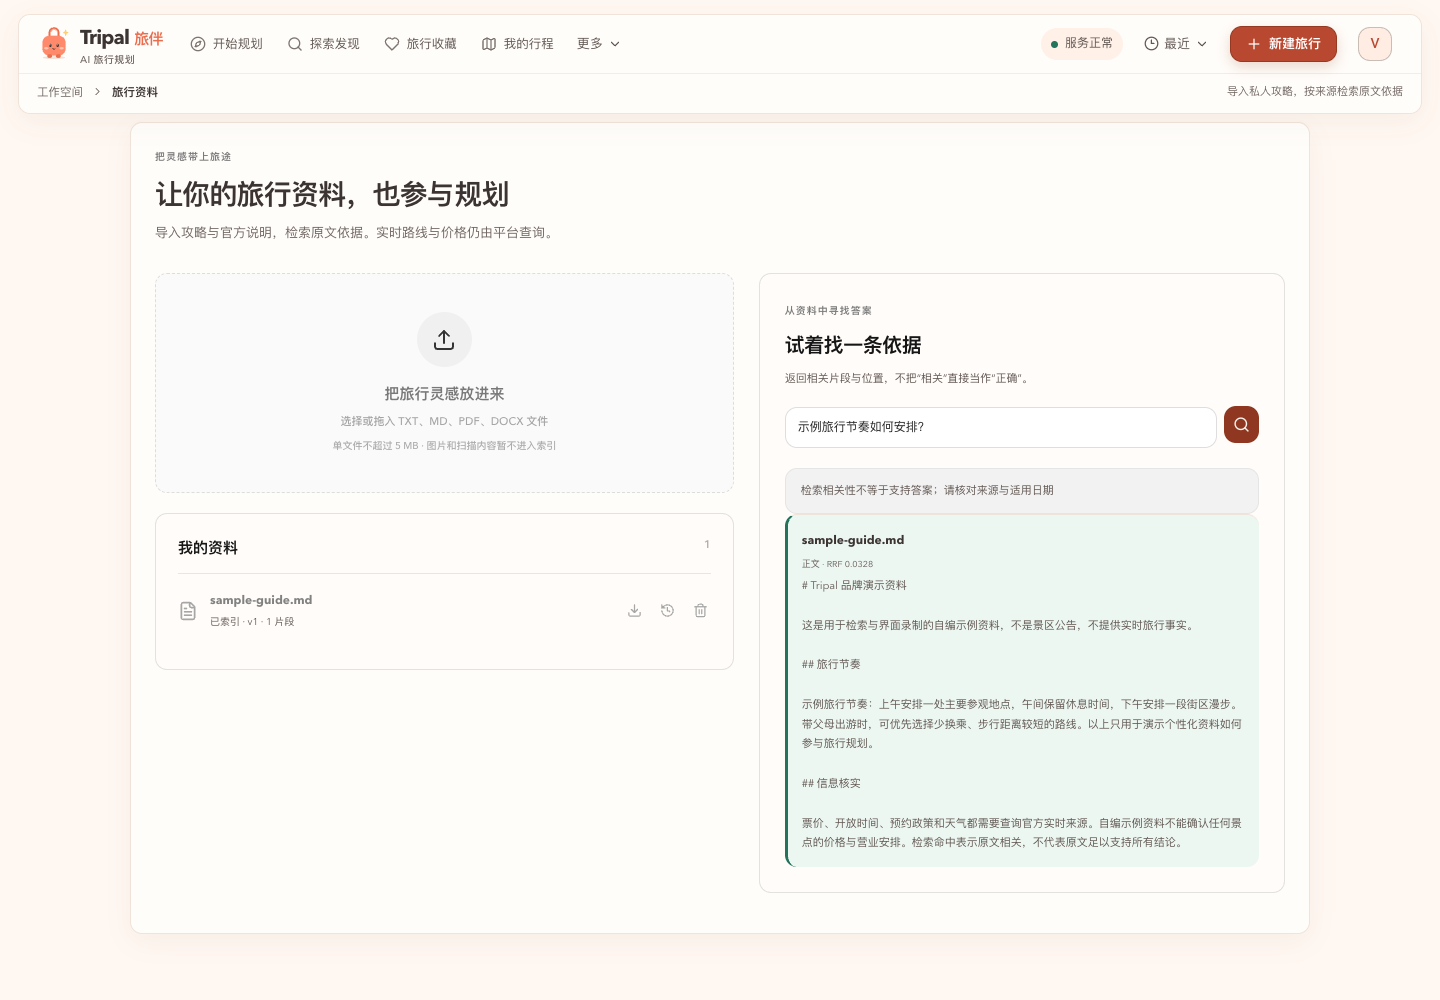 Tripal 旅伴
AI 旅行规划
开始规划
探索发现
旅行收藏
我的行程
更多
服务正常
最近
新建旅行
V
工作空间
旅行资料
导入私人攻略，按来源检索原文依据
把灵感带上旅途
让你的旅行资料，也参与规划
导入攻略与官方说明，检索原文依据。实时路线与价格仍由平台查询。
把旅行灵感放进来
选择或拖入 TXT、MD、PDF、DOCX 文件
单文件不超过 5 MB · 图片和扫描内容暂不进入索引
我的资料
1
sample-guide.md
已索引 · v1 · 1 片段
从资料中寻找答案
试着找一条依据
返回相关片段与位置，不把“相关”直接当作“正确”。
示例旅行节奏如何安排？
检索相关性不等于支持答案；请核对来源与适用日期
sample-guide.md
正文 · RRF 0.0328
# Tripal 品牌演示资料
这是用于检索与界面录制的自编示例资料，不是景区公告，不提供实时旅行事实。
## 旅行节奏
示例旅行节奏：上午安排一处主要参观地点，午间保留休息时间，下午安排一段街区漫步。
带父母出游时，可优先选择少换乘、步行距离较短的路线。以上只用于演示个性化资料如何
参与旅行规划。
## 信息核实
票价、开放时间、预约政策和天气都需要查询官方实时来源。自编示例资料不能确认任何景
点的价格与营业安排。检索命中表示原文相关，不代表原文足以支持所有结论。